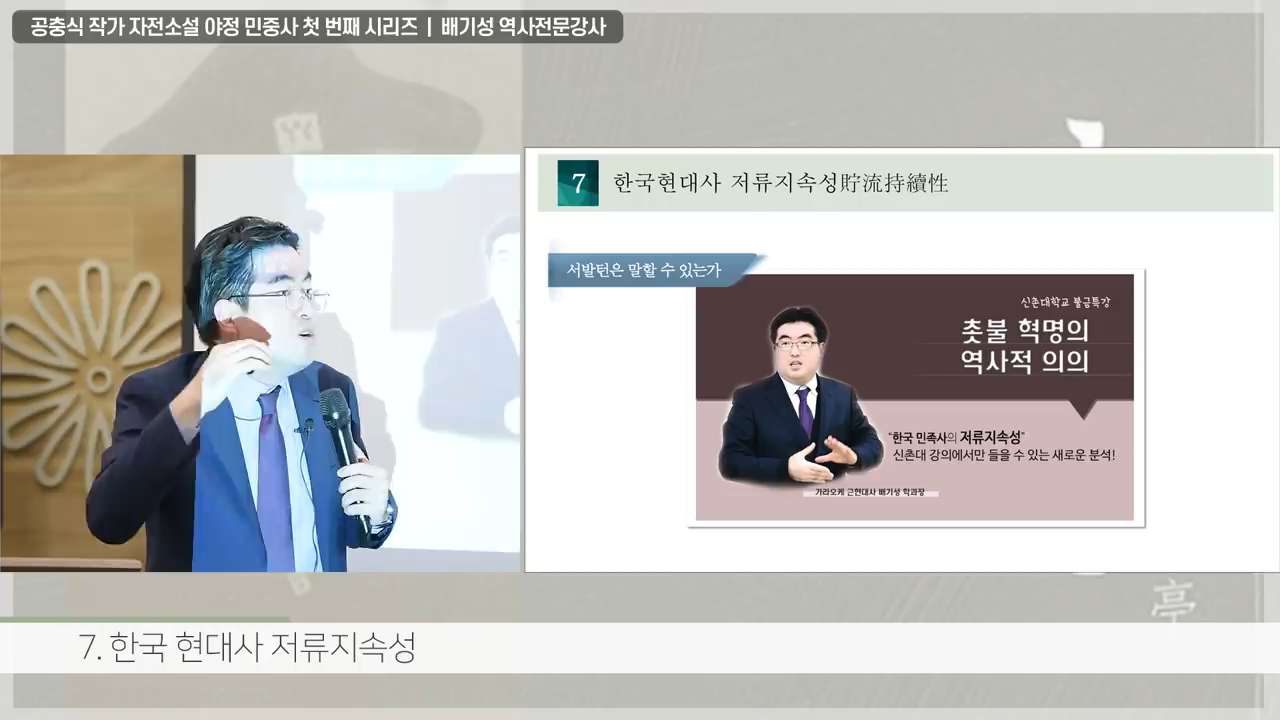 공충식 작가 자전소설 야정 민중사 첫 번째 시리즈 | 배기성 역사전문강사
7 한국현대사 저류지속성貯流持續性
서발턴은 말할 수 있는가
신촌대학교 불금특강
촛불 혁명의
역사적 의의
"한국 민족사의 저류지속성"
신촌대 강의에서만 들을 수 있는 새로운 분석!
가라오케 근현대사 배기성 학과장
亭
7. 한국 현대사 저류지속성